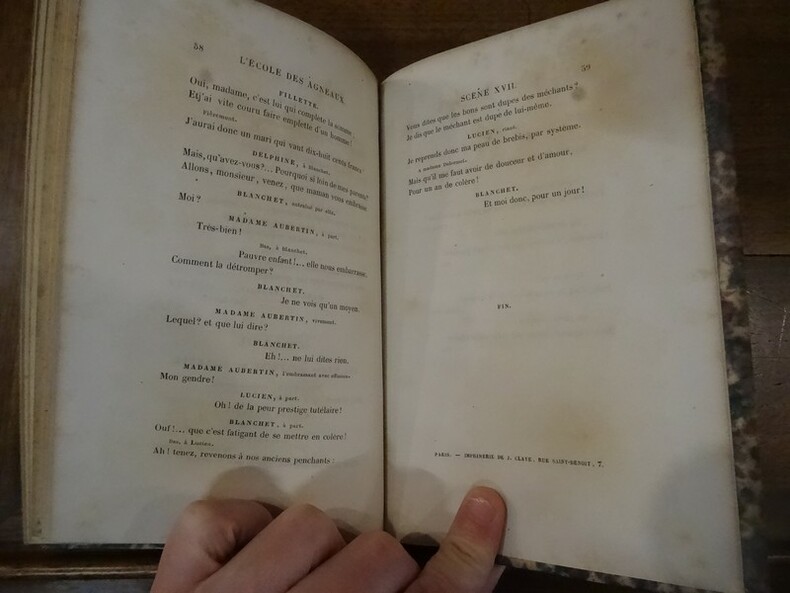 58
L'ÉCOLE DES AGNEAUX.
FILLETTE.
Oui, madame, c'est lui qui complète la somme.
Et j'ai vite couru faire emplette d'un homme!
Fièrement.
J'aurai donc un mari qui vaut dix-huit cents francs!
DELPHINE, à Blanchet.
Mais, qu'avez-vous?... Pourquoi si loin de mes parents?
Allons, monsieur, venez, que maman vous embrasse
BLANCHET, entraîné par elle.
Moi?
MADAME AUBERTIN, à part.
Très-bien!
Bas, à Blanchet.
Pauvre enfant!... elle nous embarrasse.
Comment la détromper?
BLANCHET.
Je ne vois qu'un moyen.
MADAME AUBERTIN, vivement.
Lequel? et que lui dire?
BLANCHET.
Eh!... ne lui dites rien.
MADAME AUBERTIN, l'embrassant avec
Mon gendre!
LUCIEN, à part.
Oh! de la peur prestige tutélaire!
BLANCHET, à part.
Ouf!... que c'est fatigant de se mettre en colère!
Bas, à Lucien.
Ah! tenez, revenons à nos anciens penchants:
59
SCÈNE XVII.
Vous dites que les bons sont dupes des méchants!
Je dis que le méchant est dupe de lui-même.
LUCIEN, riant.
Je reprends donc ma peau de brebis, par système.
A madame
Mais qu'il me faut avoir de douceur et d'amour,
Pour un an de colère!
BLANCHET.
Et moi donc, pour un jour!
FIN.
PARIS. — IMPRIMERIE DE J. CLAYE, RUE SAINT-BENOIT, 7.